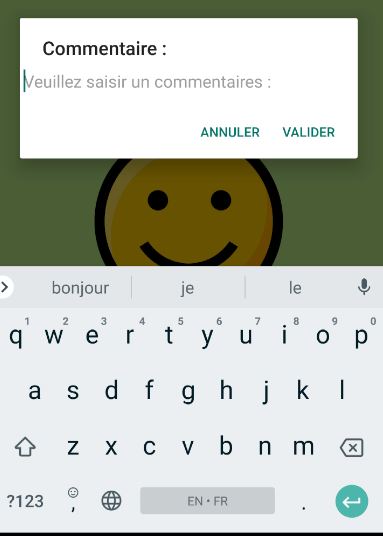 Commentaire :
Veuillez saisir un commentaires :
ANNULER VALIDER
bonjour je le
1 2 3 4 5 6 7 8 9 0
q w e r t y u i o p
a s d f g h j k l
z x c v b n m
?123 , EN • FR .